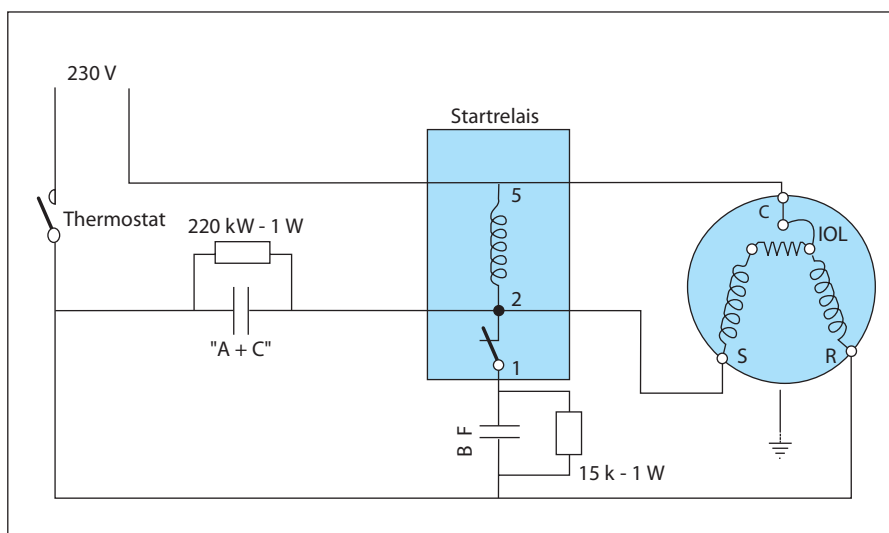 230 V
Startrelais
5
C
Thermostat
220 kW - 1 W
IOL
2
"A + C"
1
S
R
B F
15 k - 1 W